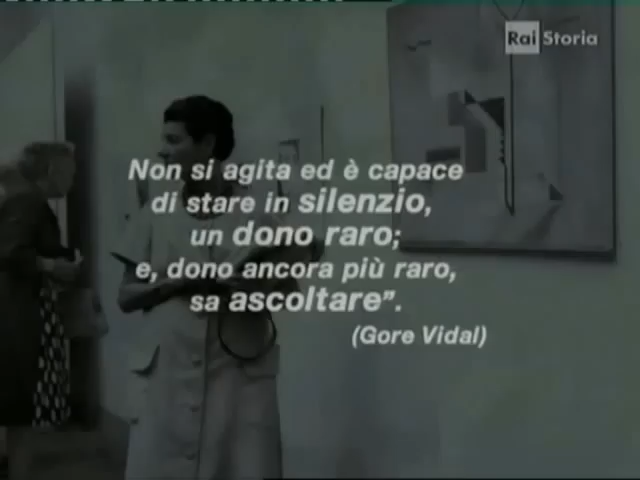 Rai Storia
Non si agita ed è capace
di stare in silenzio,
un dono raro;
e, dono ancora più raro,
sa ascoltare”.
(Gore Vidal)